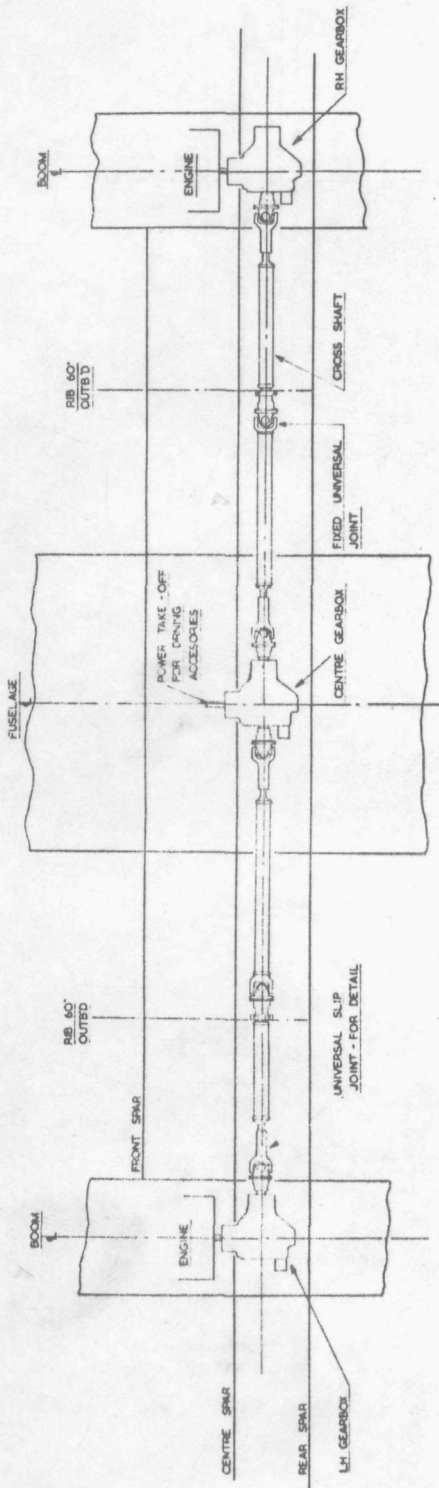 BOOM
℄
ENGINE
CENTRE SPAR
REAR SPAR
LH GEARBOX
FRONT SPAR
RIB 60"
OUTB'D
UNIVERSAL SLIP
JOINT - FOR DETAIL
FUSELAGE
℄
POWER TAKE-OFF
FOR DRIVING
ACCESORIES
CENTRE GEARBOX
FIXED UNIVERSAL
JOINT
RIB 60"
OUTB'D
CROSS SHAFT
BOOM
℄
ENGINE
RH GEARBOX